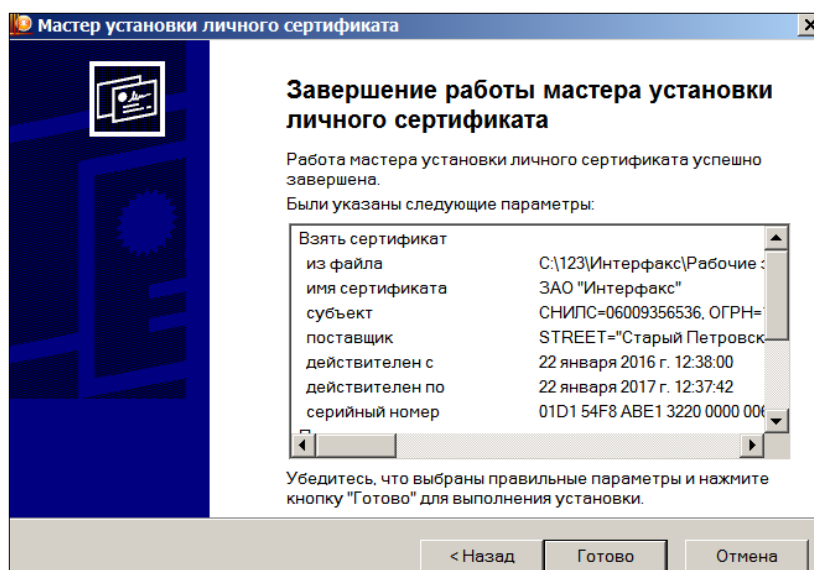 Мастер установки личного сертификата
Завершение работы мастера установки
личного сертификата
Работа мастера установки личного сертификата успешно
завершена.
Были указаны следующие параметры:
Взять сертификат
из файла C:\123\Интерфакс\Рабочие
имя сертификата ЗАО "Интерфакс"
субъект СНИЛС=06009356536, ОГРН=
поставщик STREET="Старый Петровск
действителен с 22 января 2016 г. 12:38:00
действителен по 22 января 2017 г. 12:37:42
серийный номер 01D1 54F8 ABE1 3220 0000 006
Убедитесь, что выбраны правильные параметры и нажмите
кнопку "Готово" для выполнения установки.
< Назад Готово Отмена